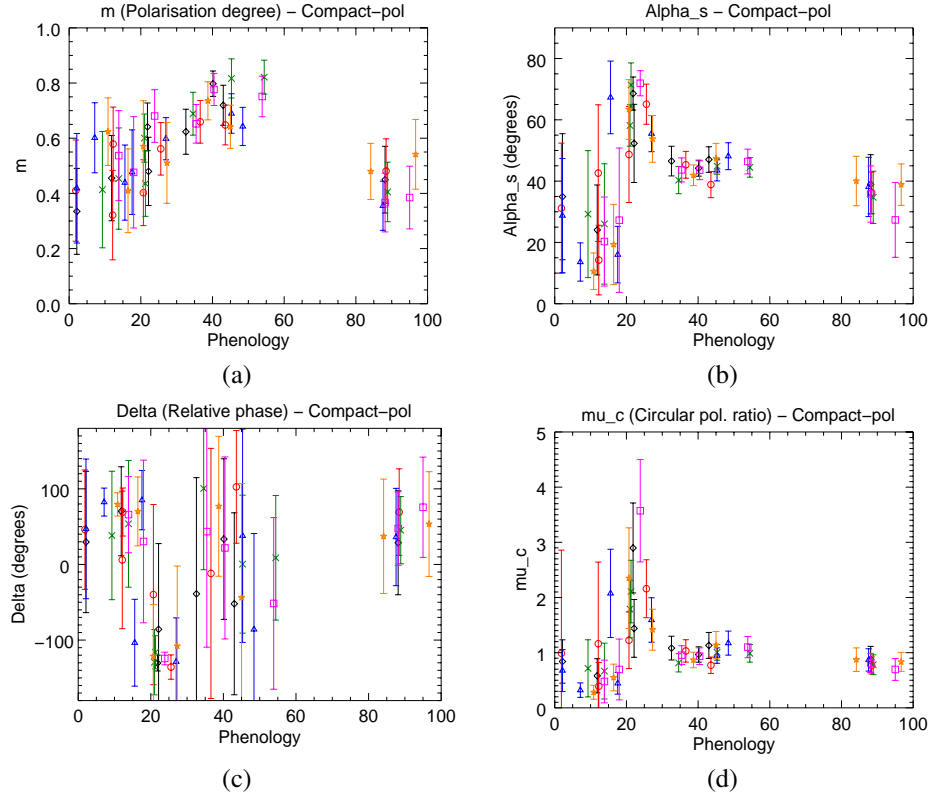 m (Polarisation degree) – Compact–pol
1.0
0.8
0.6
0.4
0.2
0.0
m
0 20 40 60 80 100
Phenology
(a)
Alpha_s – Compact–pol
80
60
40
20
0
Alpha_s (degrees)
0 20 40 60 80 100
Phenology
(b)
Delta (Relative phase) – Compact–pol
100
0
−100
Delta (degrees)
0 20 40 60 80 100
Phenology
(c)
mu_c (Circular pol. ratio) – Compact–pol
5
4
3
2
1
0
mu_c
0 20 40 60 80 100
Phenology
(d)